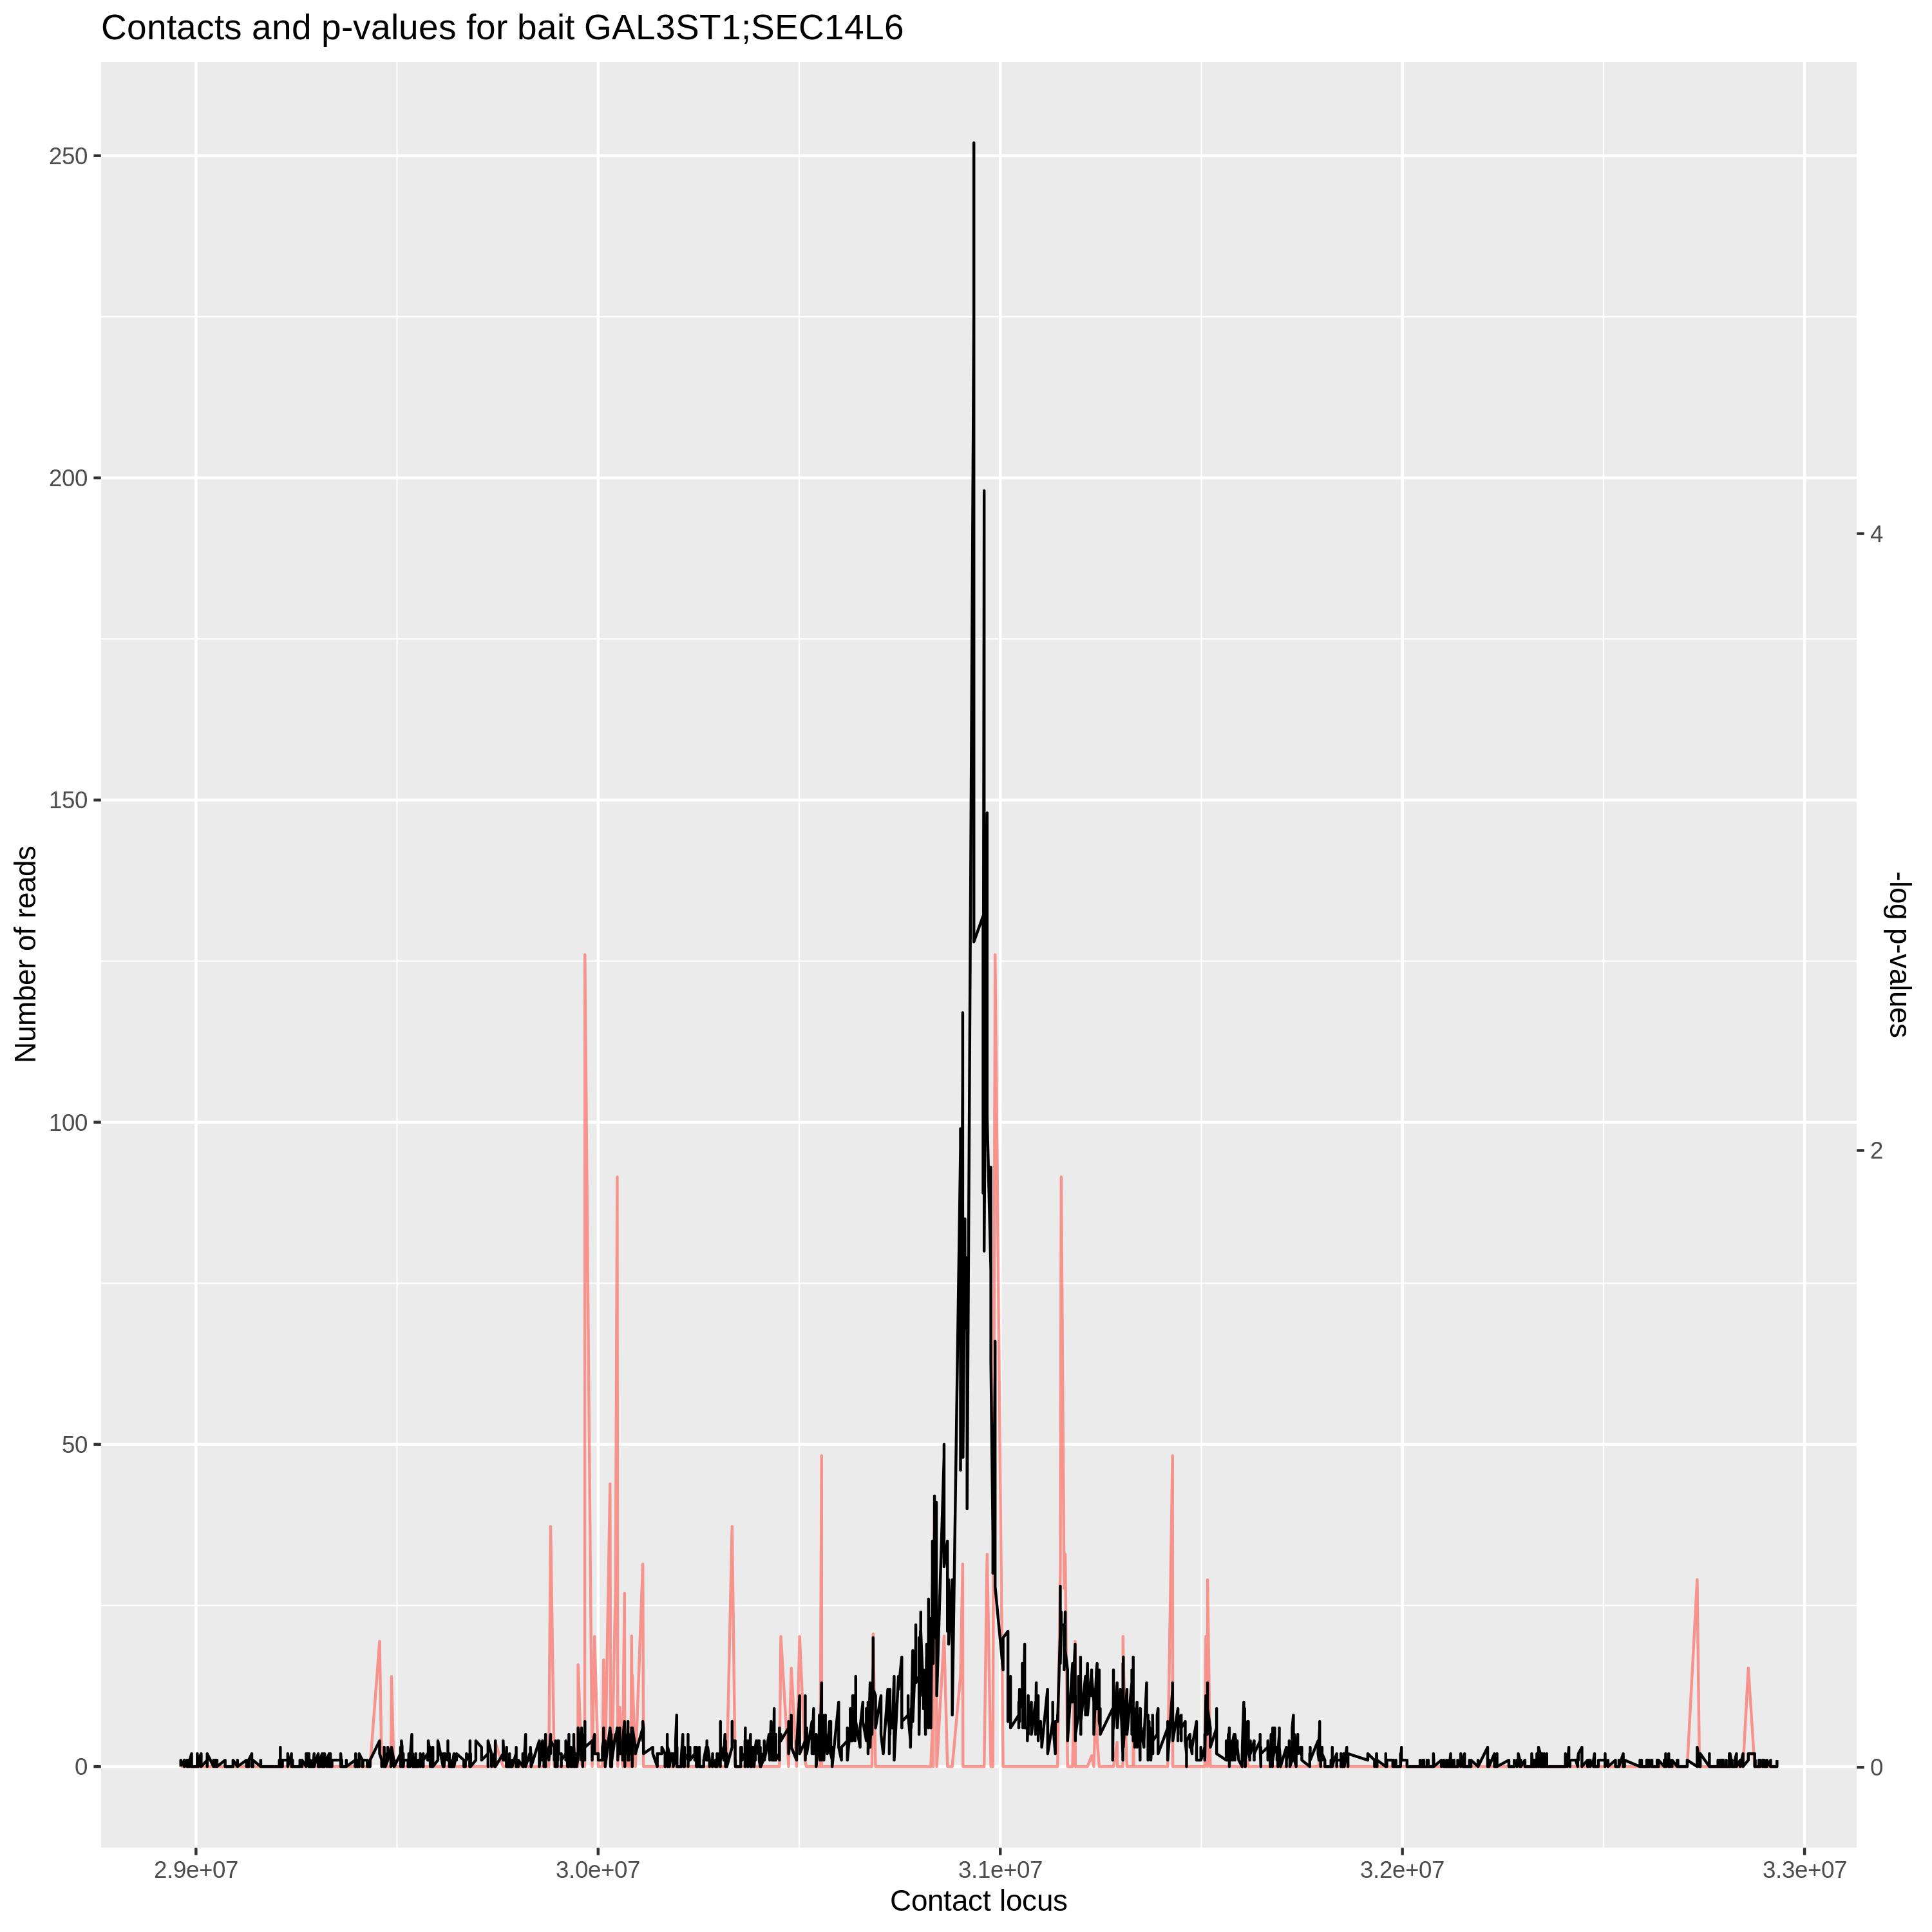 Contacts and p-values for bait GAL3ST1;SEC14L6
250
200
150
100
50
0
Number of reads
4
2
0
-log p-values
2.9e+07
3.0e+07
3.1e+07
3.2e+07
3.3e+07
Contact locus